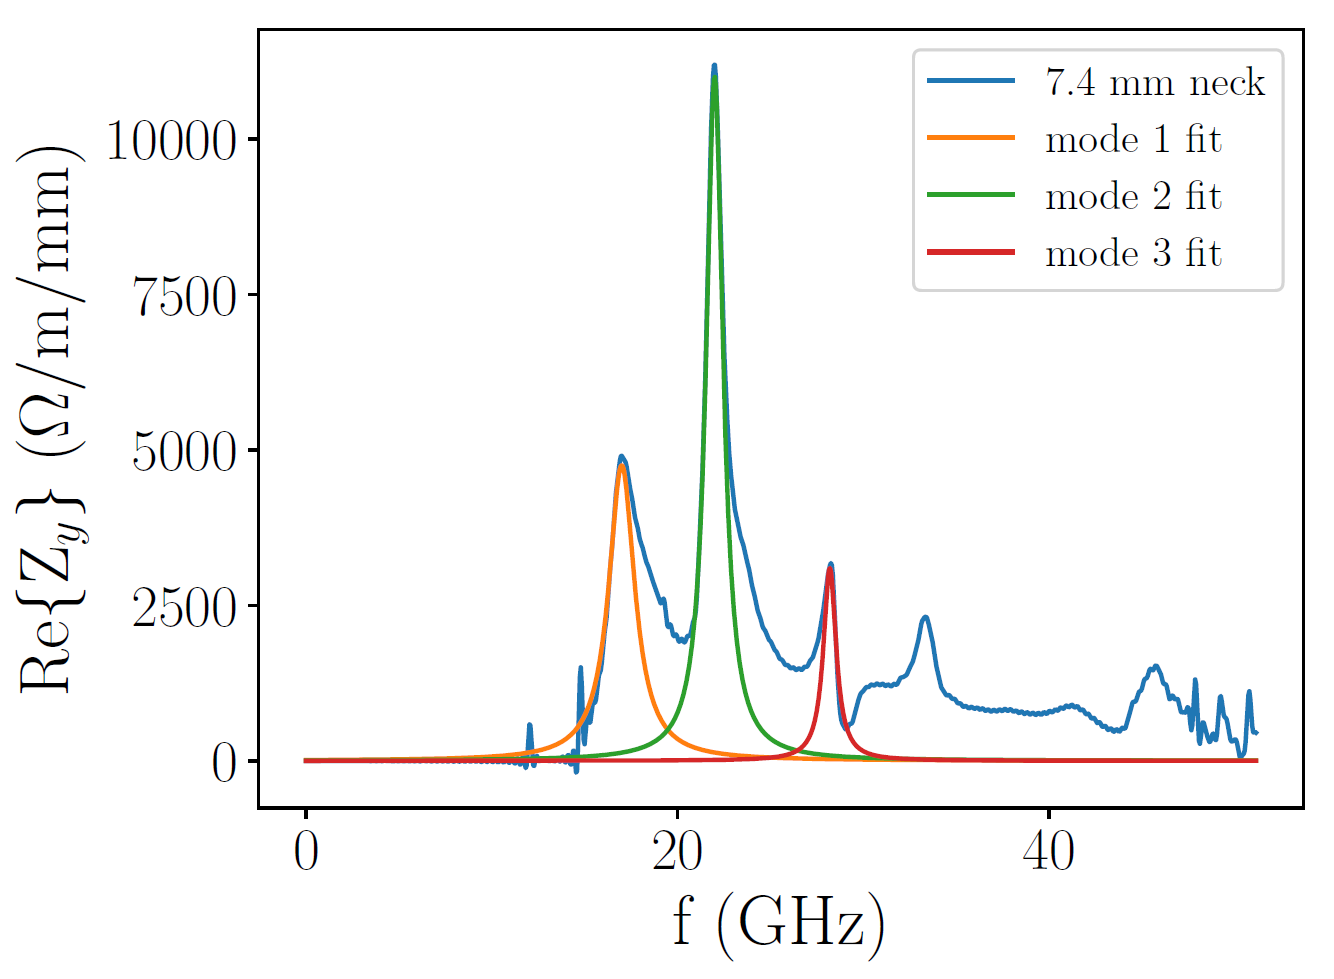 Re{Z_y} (Ω/m/mm)
10000
7500
5000
2500
0
0 20 40
f (GHz)
7.4 mm neck
mode 1 fit
mode 2 fit
mode 3 fit